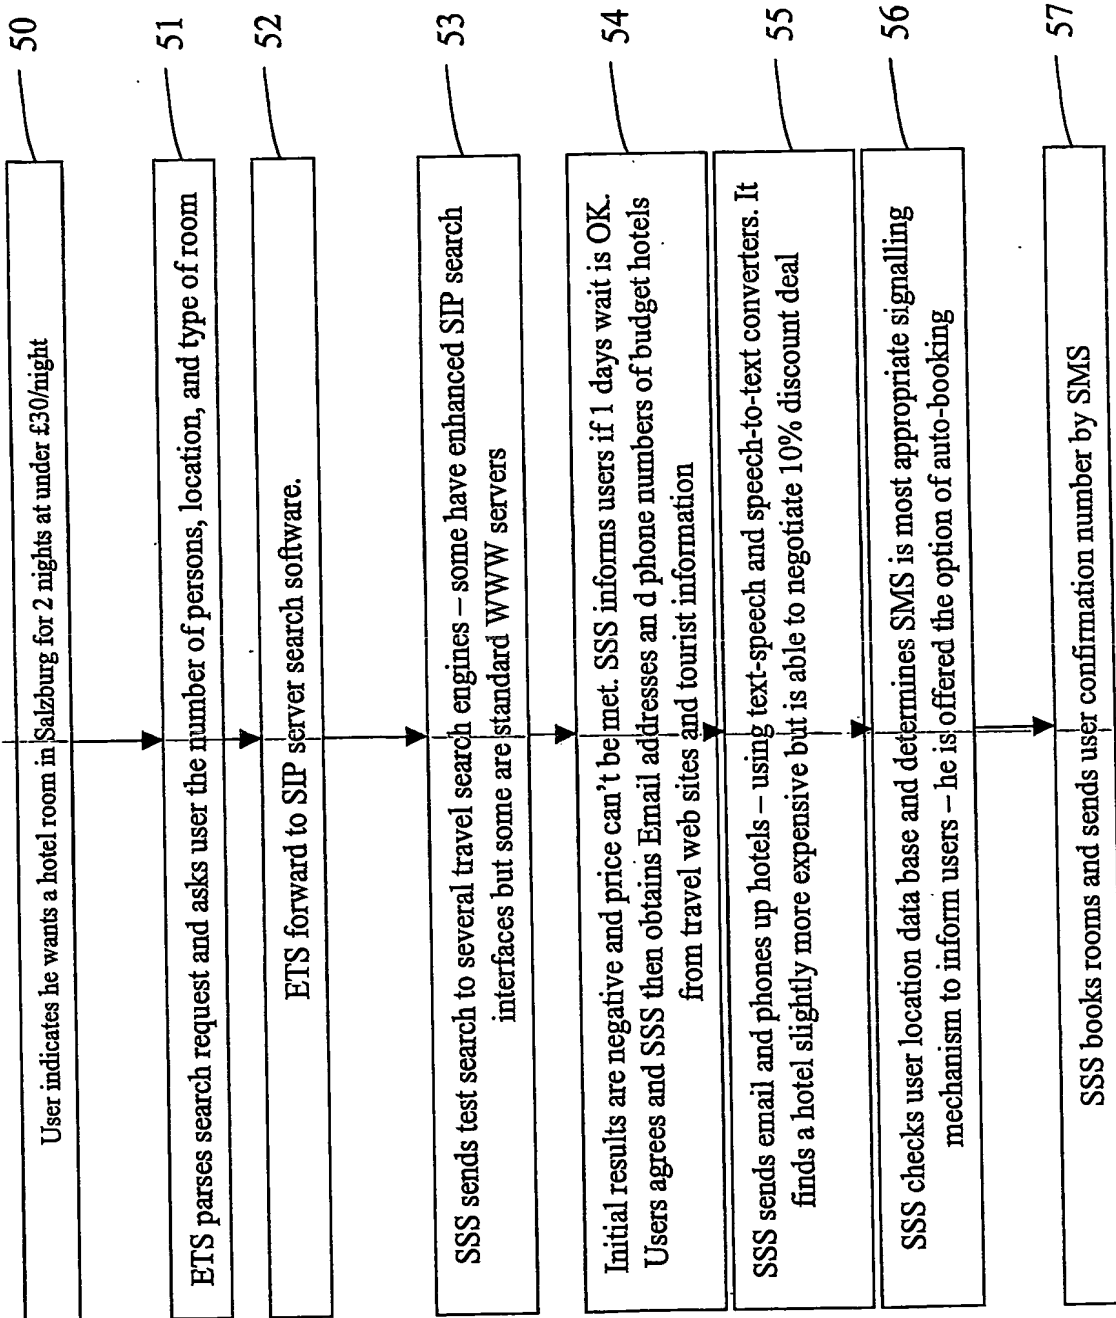 User indicates he wants a hotel room in Salzburg for 2 nights at under £30/night
50
ETS parses search request and asks user the number of persons, location, and type of room
51
ETS forward to SIP server search software.
52
SSS sends test search to several travel search engines – some have enhanced SIP search
interfaces but some are standard WWW servers
53
Initial results are negative and price can't be met. SSS informs users if 1 days wait is OK.
Users agrees and SSS then obtains Email addresses an d phone numbers of budget hotels
from travel web sites and tourist information
54
SSS sends email and phones up hotels – using text-speech and speech-to-text converters. It
finds a hotel slightly more expensive but is able to negotiate 10% discount deal
55
SSS checks user location data base and determines SMS is most appropriate signalling
mechanism to inform users – he is offered the option of auto-booking
56
SSS books rooms and sends user confirmation number by SMS
57